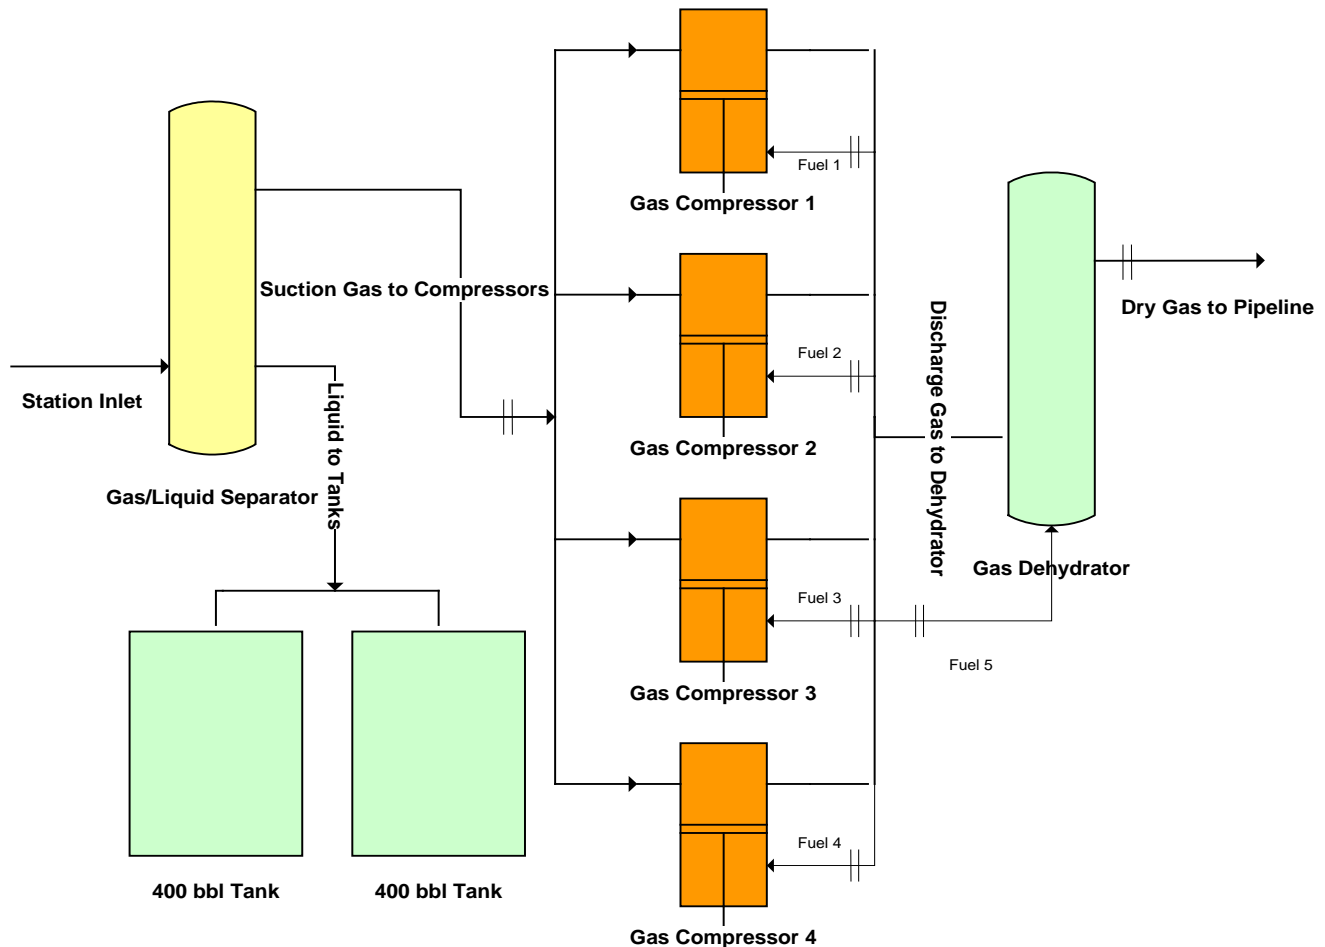 Fuel 1
Gas Compressor 1
Suction Gas to Compressors
Dry Gas to Pipeline
Fuel 2
Discharge Gas to Dehydrator
Station Inlet
Liquid to Tanks
Gas Compressor 2
Gas/Liquid Separator
Gas Dehydrator
Fuel 3
Fuel 5
Gas Compressor 3
Fuel 4
400 bbl Tank
400 bbl Tank
Gas Compressor 4